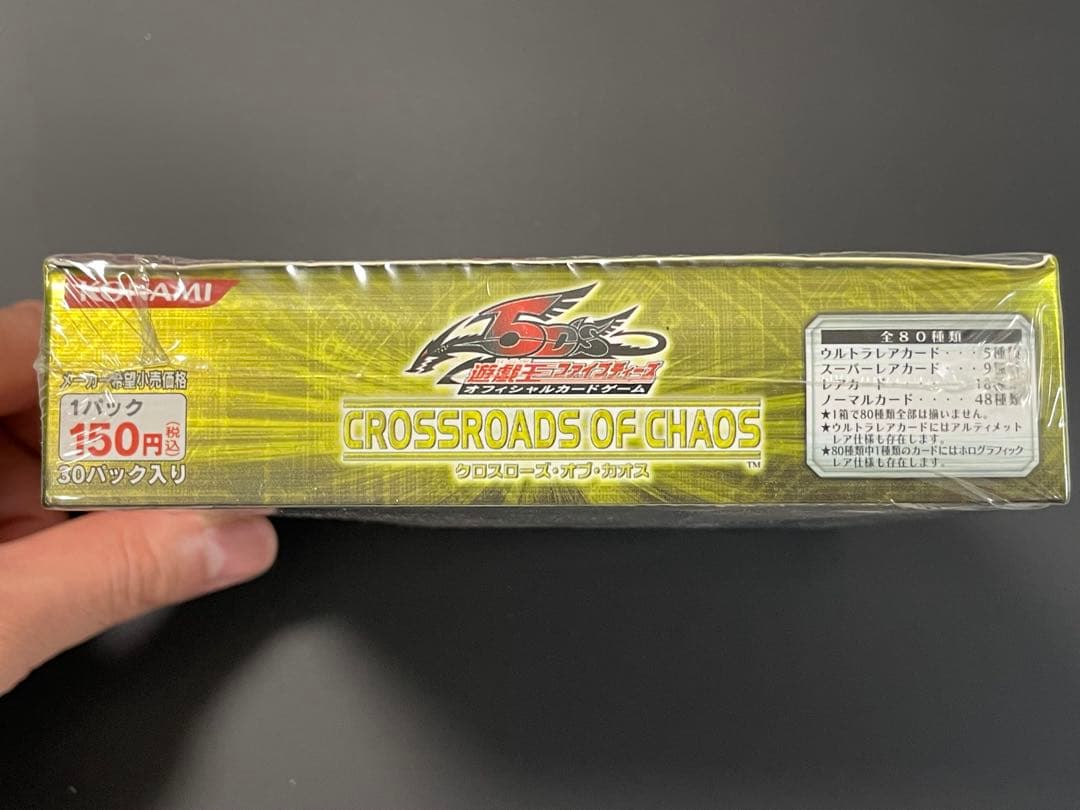 KONAMI
メーカー希望小売価格
1パック
150円(税込)
30パック入り
5D's
遊戯王ファイブディーズ
オフィシャルカードゲーム
CROSSROADS OF CHAOS
TM
クロスローズ・オブ・カオス
全80種類
ウルトラレアカード・・・5種類
スーパーレアカード・・・9
レアカード・・・・・18
ノーマルカード・・・・48種類
★1箱で80種類全部は揃いません。
★ウルトラレアカードにはアルティメット
レア仕様も存在します。
★80種類中1種類のカードにはホログラフィック
レア仕様も存在します。